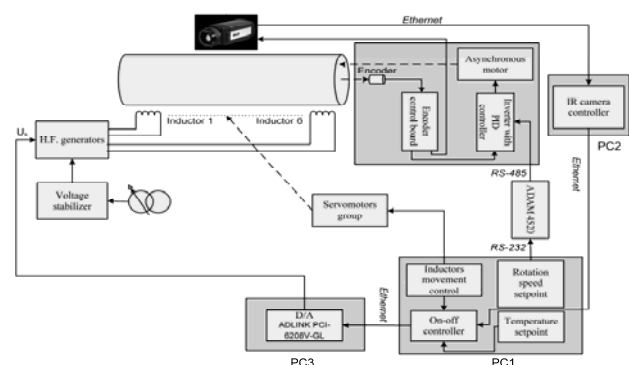 Ethernet
Asynchronous
motor
Encoder
Encoder
control board
Inverter with
PID
controller
IR camera
controller
PC2
Inductor 1
Inductor 6
H.F. generators
Voltage
stabilizer
RS-485
Ethernet
Servomotors
group
ADAM 4520
RS-232
Inductors
movement
control
Rotation
speed
setpoint
Ethernet
D/A
ADLINK PCI-
6208V-GL
On-off
controller
Temperature
setpoint
PC3
PC1